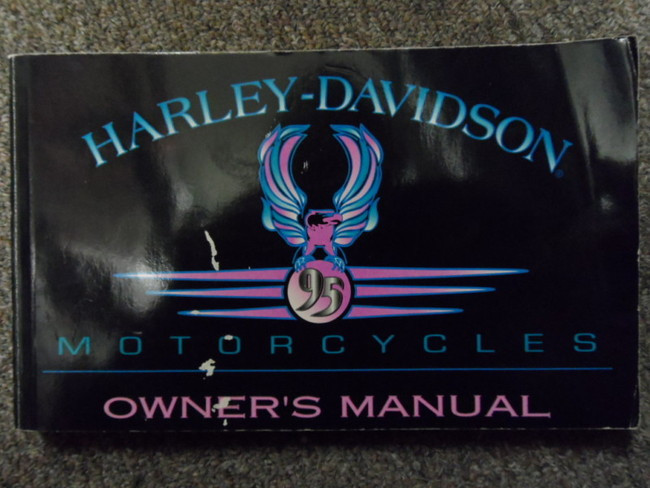 HARLEY-DAVIDSON®
95
MOTORCYCLES
OWNER'S MANUAL